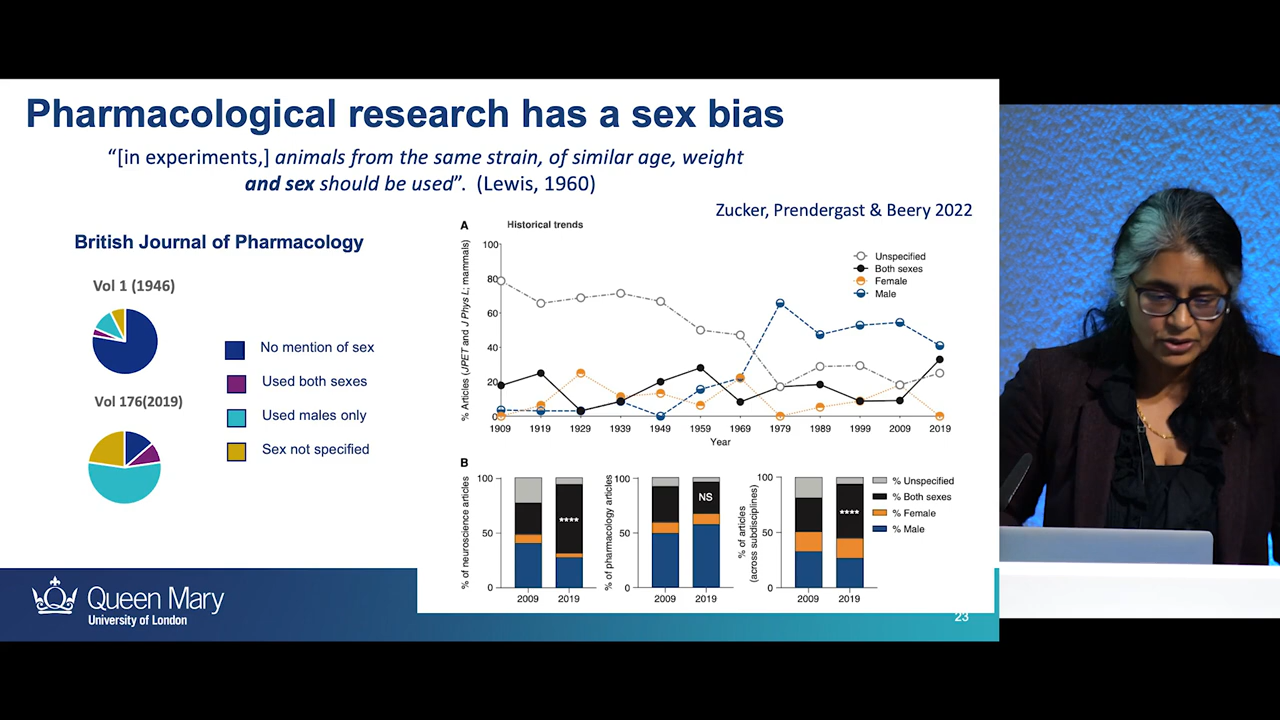 Pharmacological research has a sex bias
“[in experiments,] animals from the same strain, of similar age, weight
and sex should be used”. (Lewis, 1960)
Zucker, Prendergast & Beery 2022
British Journal of Pharmacology
Vol 1 (1946)
Vol 176(2019)
No mention of sex
Used both sexes
Used males only
Sex not specified
A
Historical trends
% Articles (JPET and J Phys L; mammals)
100
80
60
40
20
0
Unspecified
Both sexes
Female
Male
1909 1919 1929 1939 1949 1959 1969 1979 1989 1999 2009 2019
Year
B
% of neuroscience articles
100
50
0
****
2009 2019
% of pharmacology articles
100
50
0
NS
2009 2019
% of articles
(across subdisciplines)
100
50
0
****
2009 2019
% Unspecified
% Both sexes
% Female
% Male
Queen Mary
University of London
23